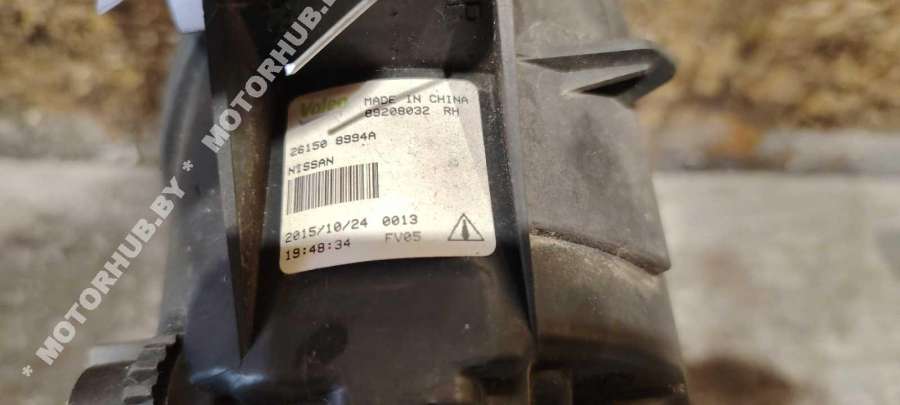 Valeo MADE IN CHINA
89208032 RH
26150 8994A
NISSAN
2015/10/24 0013
19:48:34 FV05
* MOTORHUB.BY * MOTORHUB.BY *